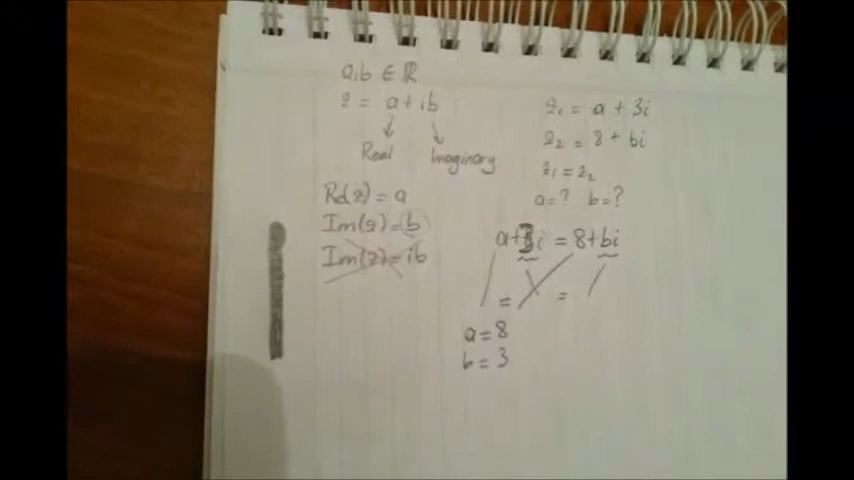 a,b ∈ ℝ
z = a + ib
Real Imaginary
Re(z) = a
Im(z) = b
Im(z) = ib
z₁ = a + 3i
z₂ = 8 + bi
z₁ = z₂
a = ? b = ?
a + 3i = 8 + bi
= =
a = 8
b = 3